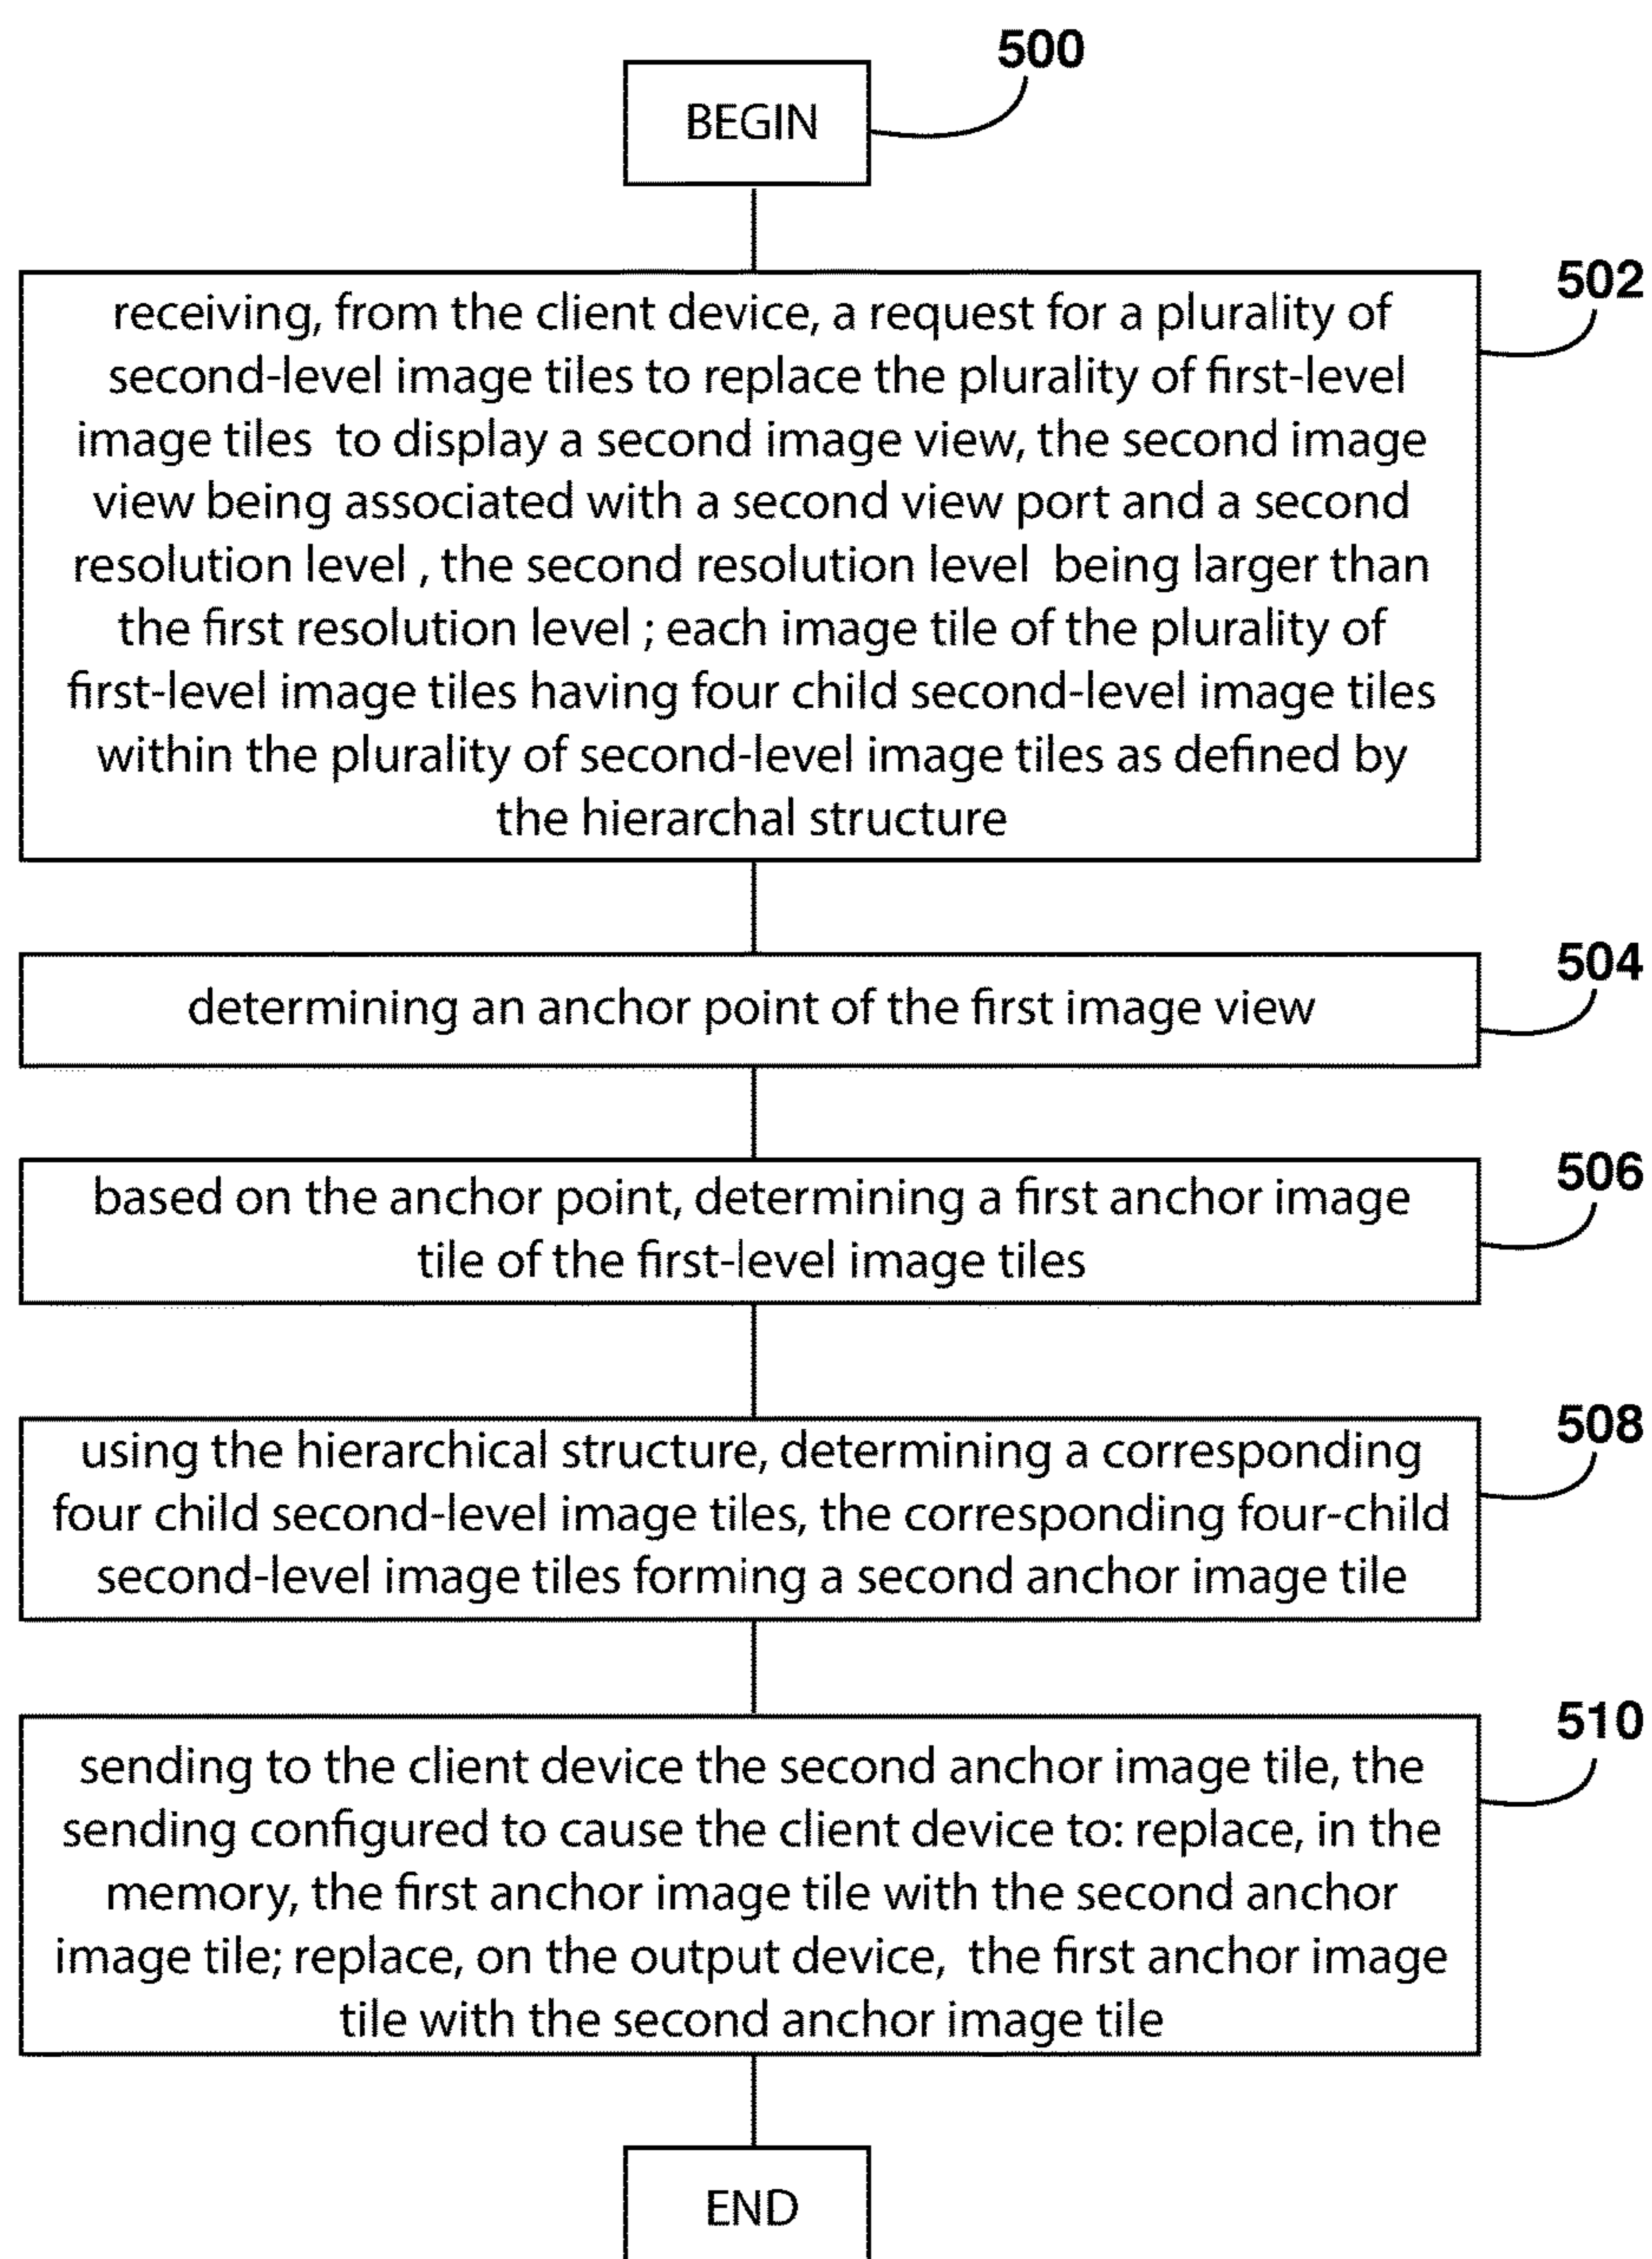 500
BEGIN
502
receiving, from the client device, a request for a plurality of
second-level image tiles to replace the plurality of first-level
image tiles to display a second image view, the second image
view being associated with a second view port and a second
resolution level , the second resolution level being larger than
the first resolution level ; each image tile of the plurality of
first-level image tiles having four child second-level image tiles
within the plurality of second-level image tiles as defined by
the hierarchal structure
504
determining an anchor point of the first image view
506
based on the anchor point, determining a first anchor image
tile of the first-level image tiles
508
using the hierarchical structure, determining a corresponding
four child second-level image tiles, the corresponding four-child
second-level image tiles forming a second anchor image tile
510
sending to the client device the second anchor image tile, the
sending configured to cause the client device to: replace, in the
memory, the first anchor image tile with the second anchor
image tile; replace, on the output device, the first anchor image
tile with the second anchor image tile
END